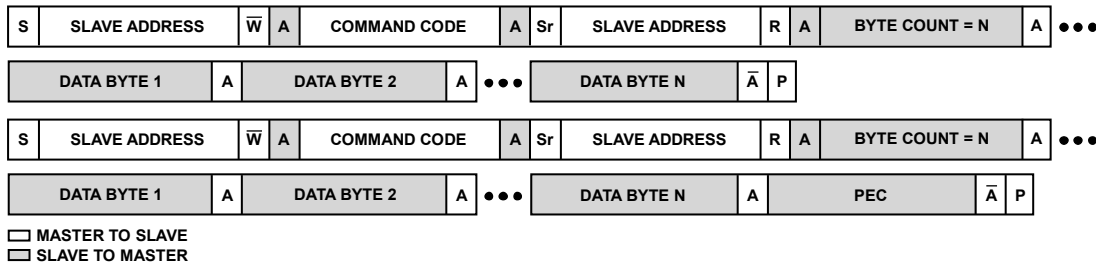 S SLAVE ADDRESS W̅ A COMMAND CODE A Sr SLAVE ADDRESS R A BYTE COUNT = N A •••
DATA BYTE 1 A DATA BYTE 2 A ••• DATA BYTE N A̅ P
S SLAVE ADDRESS W̅ A COMMAND CODE A Sr SLAVE ADDRESS R A BYTE COUNT = N A •••
DATA BYTE 1 A DATA BYTE 2 A ••• DATA BYTE N A PEC A̅ P
MASTER TO SLAVE
SLAVE TO MASTER